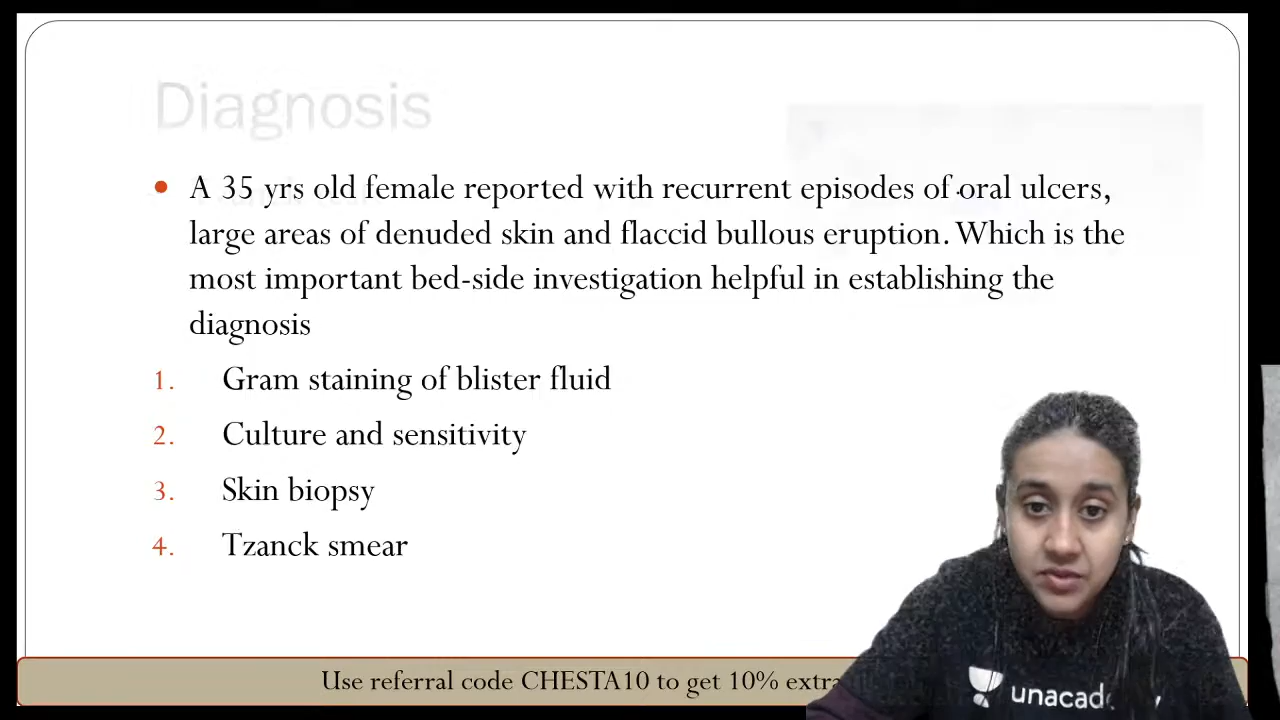 Diagnosis
• A 35 yrs old female reported with recurrent episodes of oral ulcers,
large areas of denuded skin and flaccid bullous eruption. Which is the
most important bed-side investigation helpful in establishing the
diagnosis
1. Gram staining of blister fluid
2. Culture and sensitivity
3. Skin biopsy
4. Tzanck smear
Use referral code CHESTA10 to get 10% extra